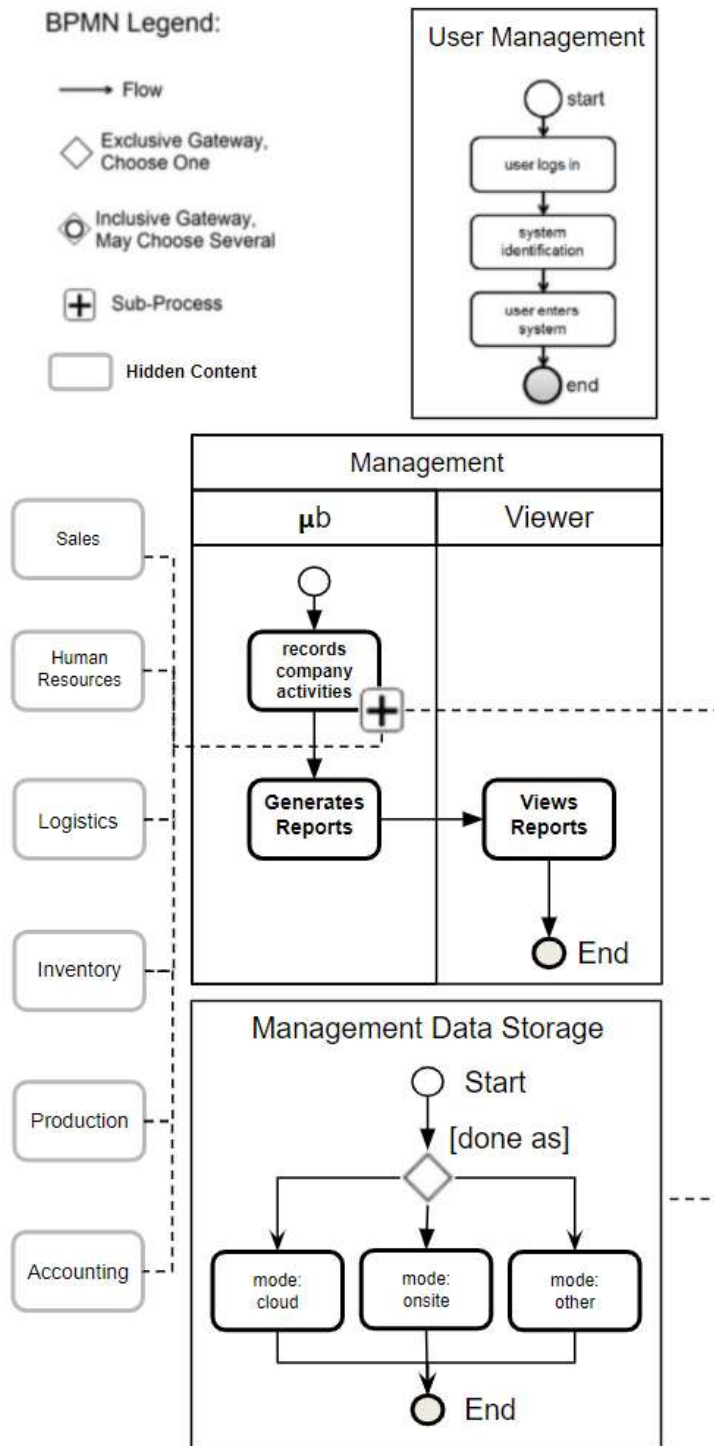 BPMN Legend:
Flow
Exclusive Gateway,
Choose One
Inclusive Gateway,
May Choose Several
Sub-Process
Hidden Content
User Management
start
user logs in
system
identification
user enters
system
end
Management
μb
Viewer
Sales
Human
Resources
Logistics
Inventory
Production
Accounting
records
company
activities
Generates
Reports
Views
Reports
End
Management Data Storage
Start
[done as]
mode:
cloud
mode:
onsite
mode:
other
End